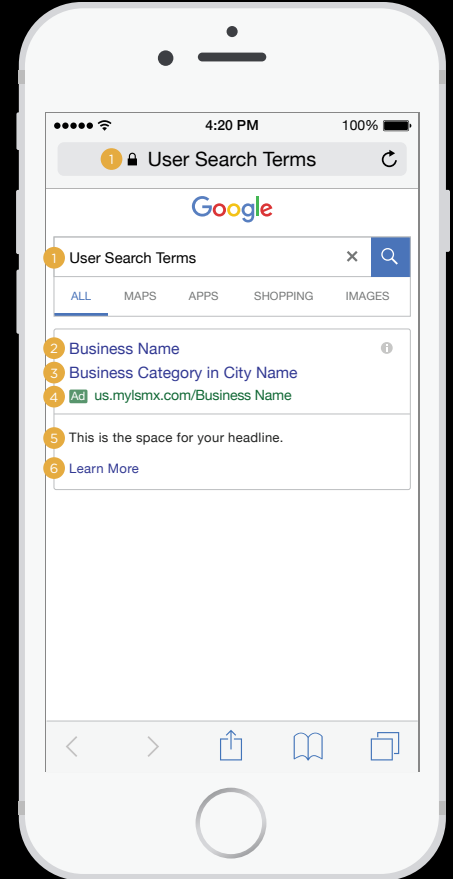 4:20 PM 100%
1 User Search Terms
Google
1 User Search Terms
ALL MAPS APPS SHOPPING IMAGES
2 Business Name
3 Business Category in City Name
4 Ad us.mylsmx.com/Business Name
5 This is the space for your headline.
6 Learn More